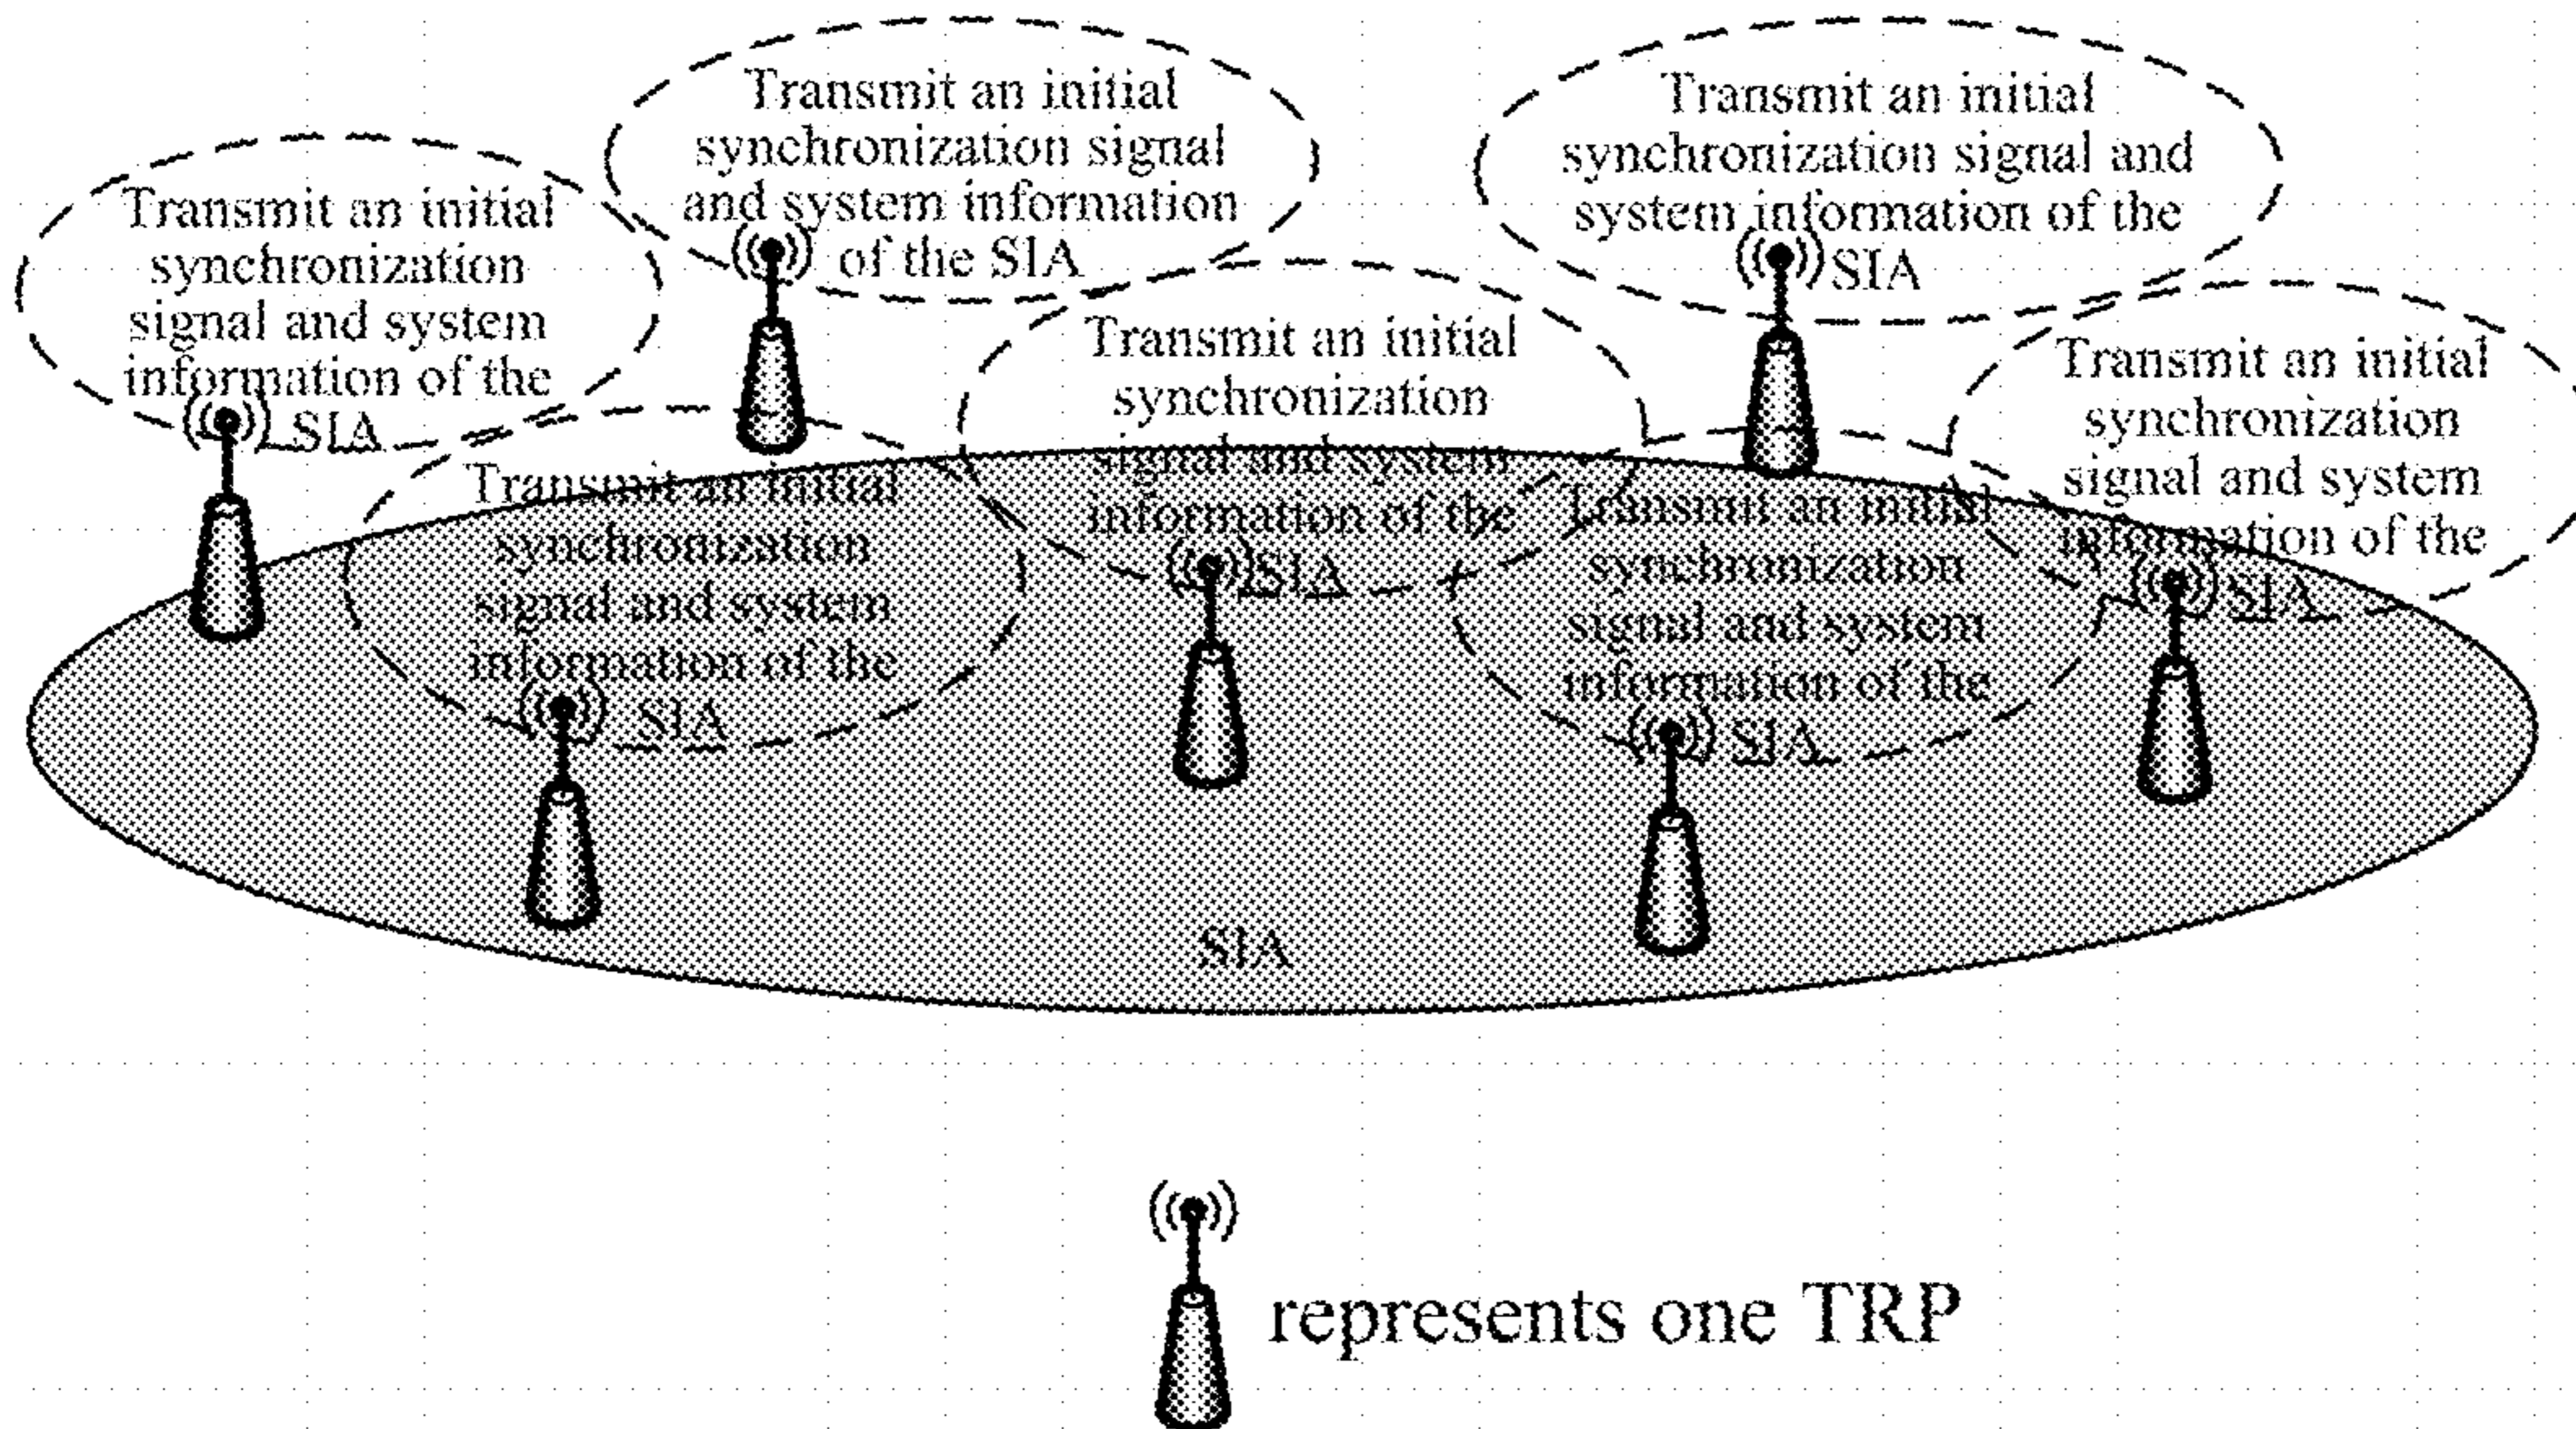 Transmit an initial
synchronization signal
and system information
of the SIA
Transmit an initial
synchronization signal and
system information of the
SIA
Transmit an initial
synchronization
signal and system
information of the
SIA
Transmit an initial
synchronization
signal and system
information of the
SIA
Transmit an initial
synchronization
signal and system
information of the
SIA
Transmit an initial
synchronization
signal and system
information of the
SIA
Transmit an initial
synchronization
signal and system
information of the
SIA
SIA
represents one TRP